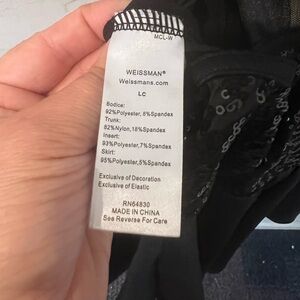 MCL-W
WEISSMAN®
Weissmans.com
LC
Bodice:
92%Polyester, 8%Spandex
Trunk:
82%Nylon,18%Spandex
Insert:
93%Polyester,7%Spandex
Skirt:
95%Polyester,5%Spandex
Exclusive of Decoration
Exclusive of Elastic
RN64830
MADE IN CHINA
See Reverse For Care